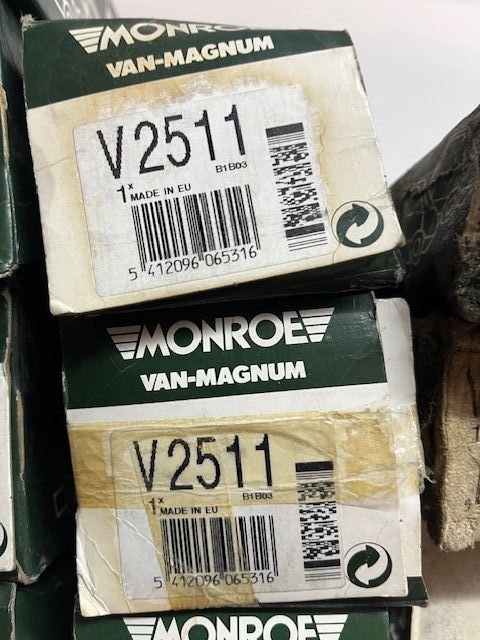 MONROE
VAN-MAGNUM
V2511
B1B03
1x MADE IN EU
5 412096 065316
MONROE
VAN-MAGNUM
V2511
B1B03
1x MADE IN EU
5 412096 065316
MONROE